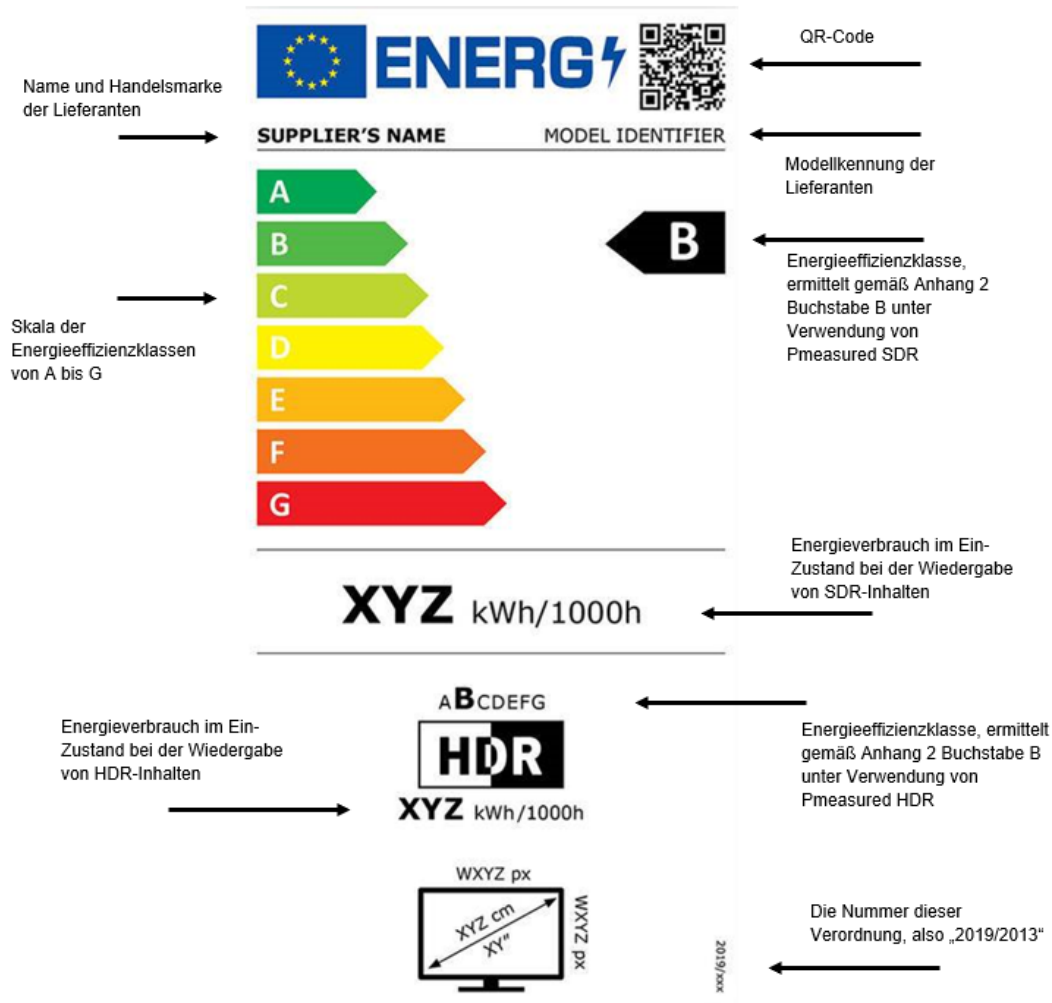 ENERG
QR-Code
Name und Handelsmarke
der Lieferanten
SUPPLIER'S NAME
MODEL IDENTIFIER
Modellkennung der
Lieferanten
A
B
C
D
E
F
G
B
Energieeffizienzklasse,
ermittelt gemäß Anhang 2
Buchstabe B unter
Verwendung von
Pmeasured SDR
Skala der
Energieeffizienzklassen
von A bis G
Energieverbrauch im Ein-
Zustand bei der Wiedergabe
von SDR-Inhalten
XYZ kWh/1000h
ABCDEFG
HDR
XYZ kWh/1000h
Energieverbrauch im Ein-
Zustand bei der Wiedergabe
von HDR-Inhalten
Energieeffizienzklasse, ermittelt
gemäß Anhang 2 Buchstabe B
unter Verwendung von
Pmeasured HDR
WXYZ px
XYZ cm
XY"
WXYZ px
2019/xxx
Die Nummer dieser
Verordnung, also „2019/2013“